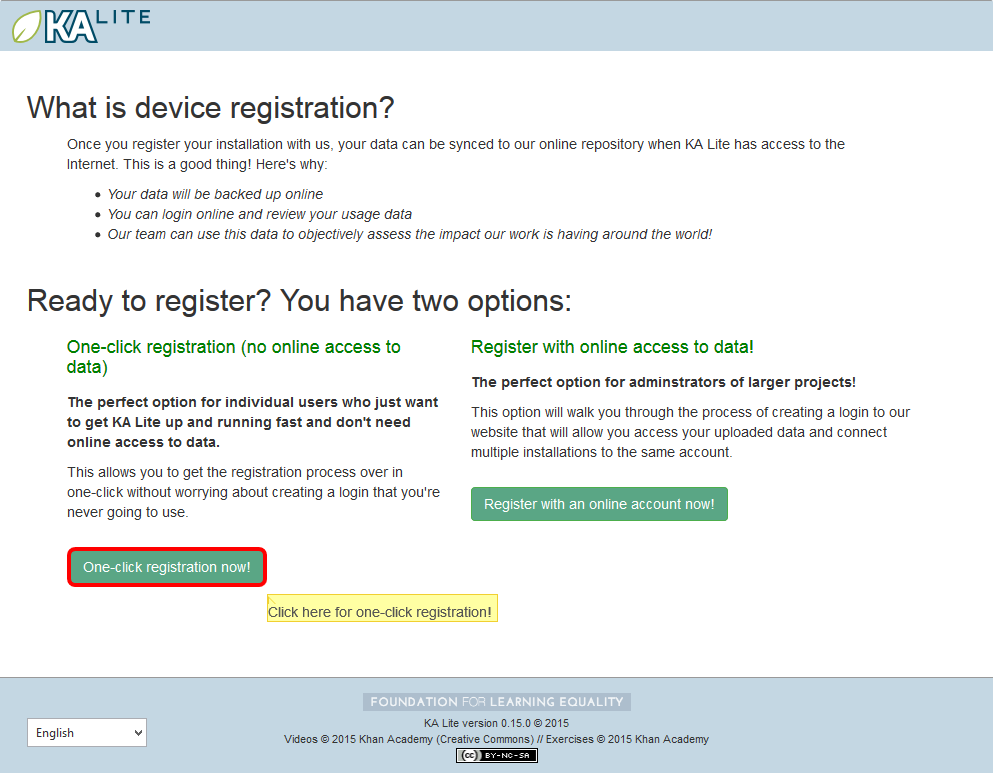 KA LITE
What is device registration?
Once you register your installation with us, your data can be synced to our online repository when KA Lite has access to the
Internet. This is a good thing! Here's why:
• Your data will be backed up online
• You can login online and review your usage data
• Our team can use this data to objectively assess the impact our work is having around the world!
Ready to register? You have two options:
One-click registration (no online access to
data)
The perfect option for individual users who just want
to get KA Lite up and running fast and don't need
online access to data.
This allows you to get the registration process over in
one-click without worrying about creating a login that you're
never going to use.
One-click registration now!
Click here for one-click registration!
Register with online access to data!
The perfect option for adminstrators of larger projects!
This option will walk you through the process of creating a login to our
website that will allow you access your uploaded data and connect
multiple installations to the same account.
Register with an online account now!
English
FOUNDATION FOR LEARNING EQUALITY
KA Lite version 0.15.0 © 2015
Videos © 2015 Khan Academy (Creative Commons) // Exercises © 2015 Khan Academy
(cc) BY-NC-SA